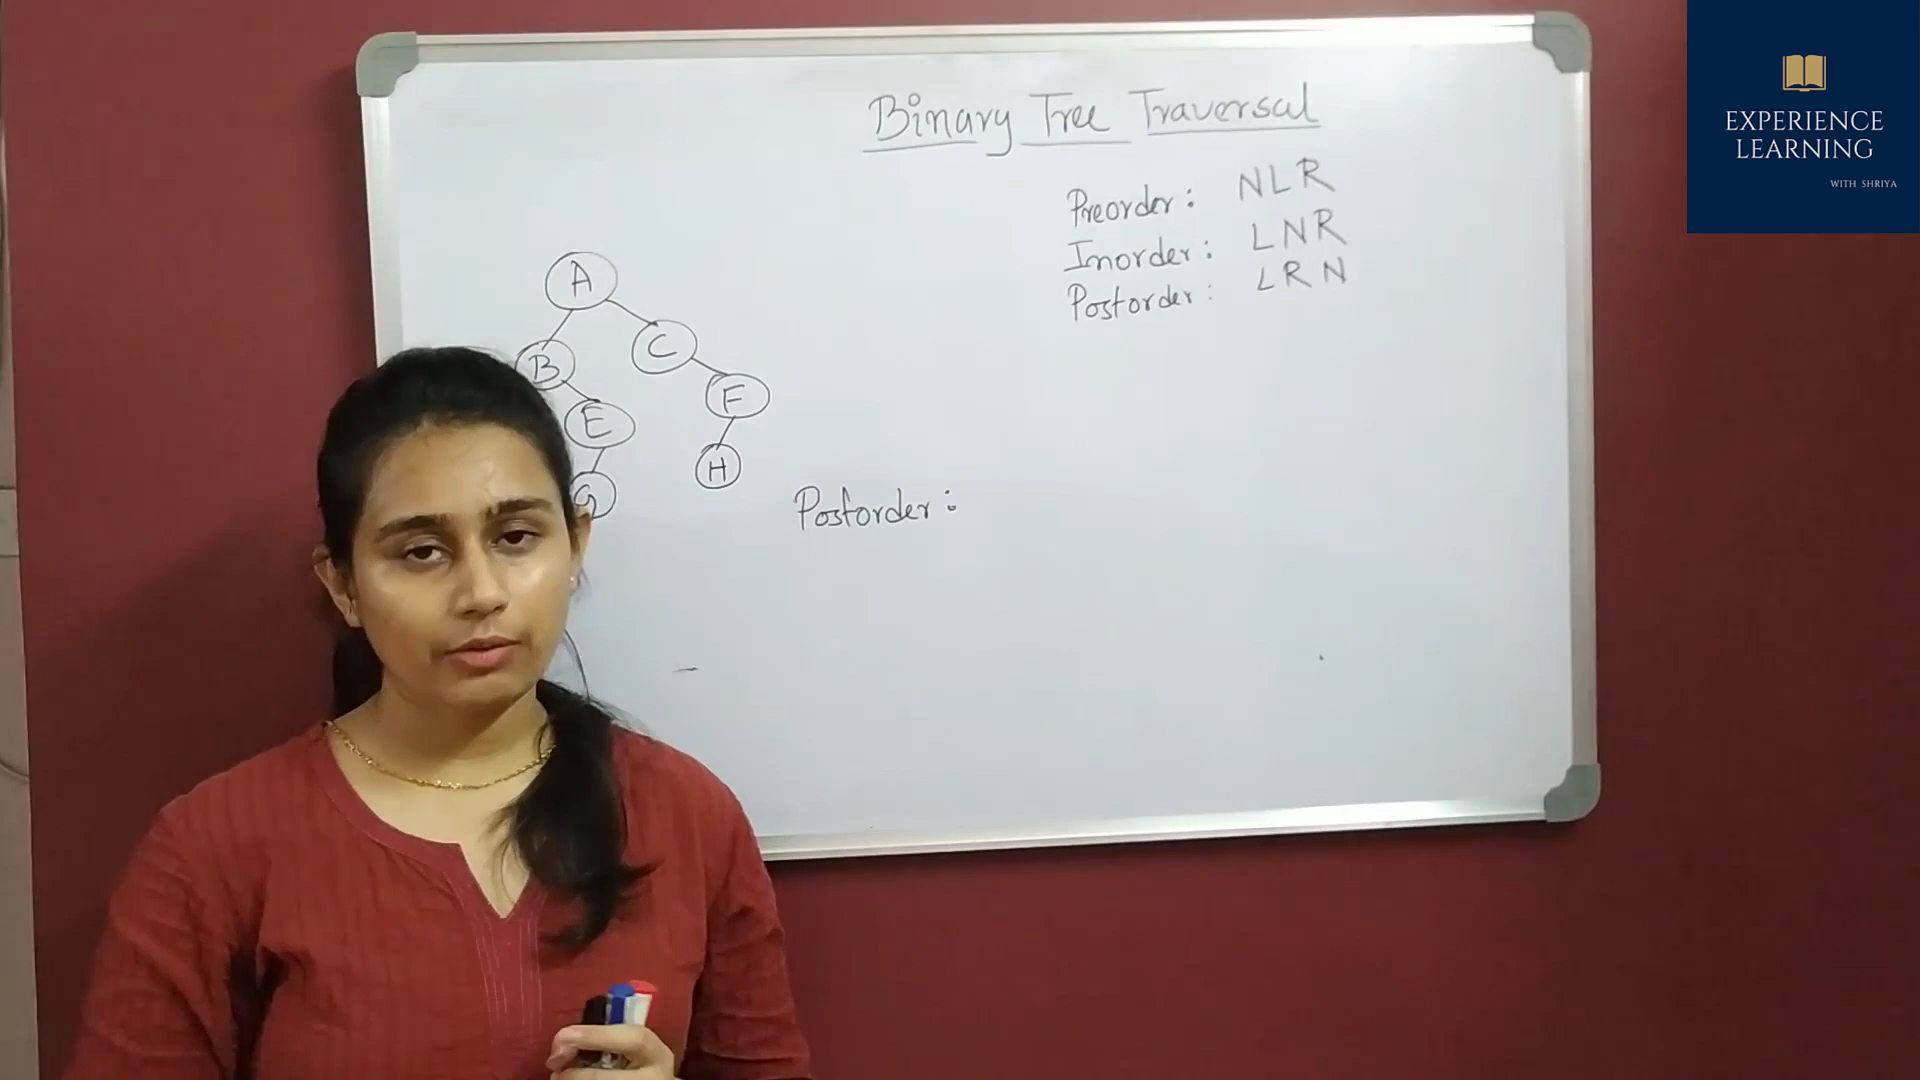 Binary Tree Traversal
Preorder: NLR
Inorder: LNR
Postorder: LRN
A
B
C
E
F
G
H
Postorder:
EXPERIENCE
LEARNING
WITH SHRIYA